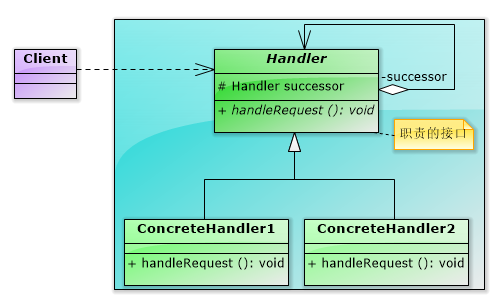 Client
Handler
# Handler successor
+ handleRequest (): void
-successor
职责的接口
ConcreteHandler1
+ handleRequest (): void
ConcreteHandler2
+ handleRequest (): void